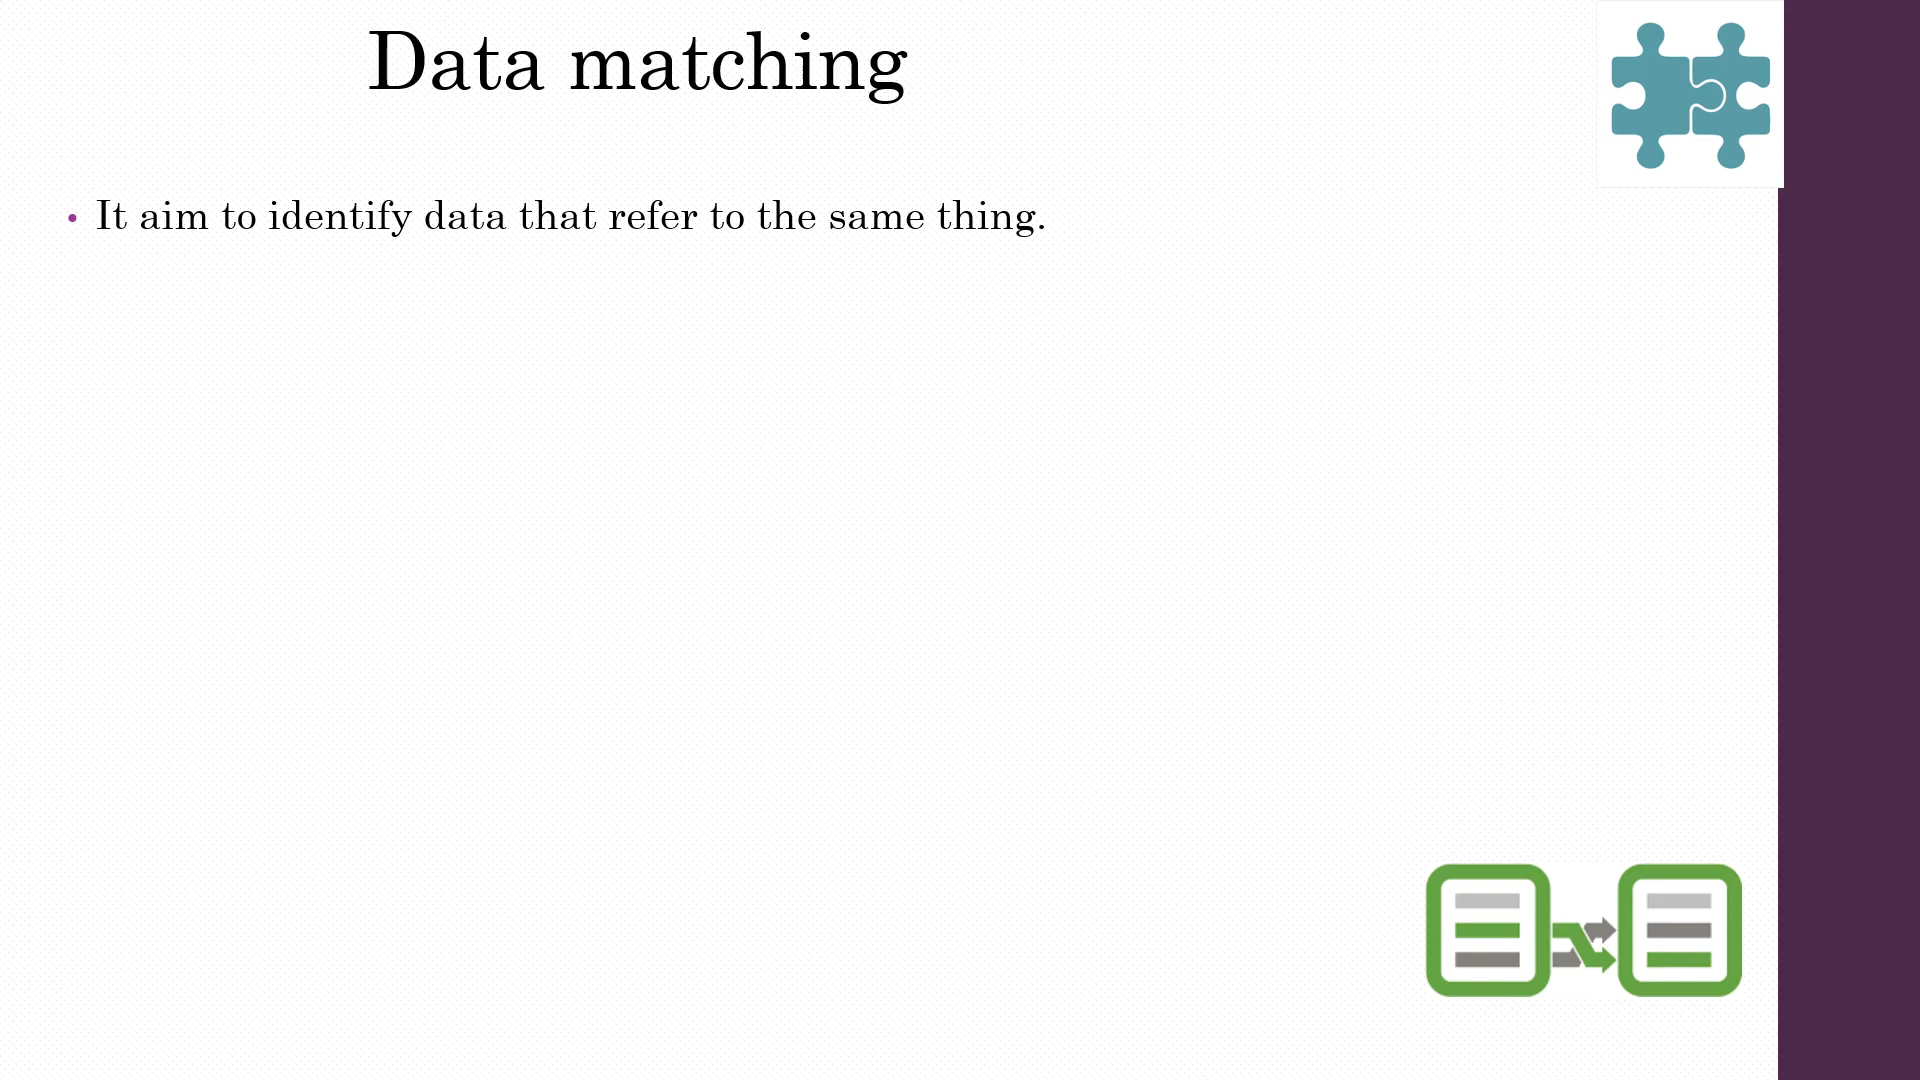 Data matching
• It aim to identify data that refer to the same thing.